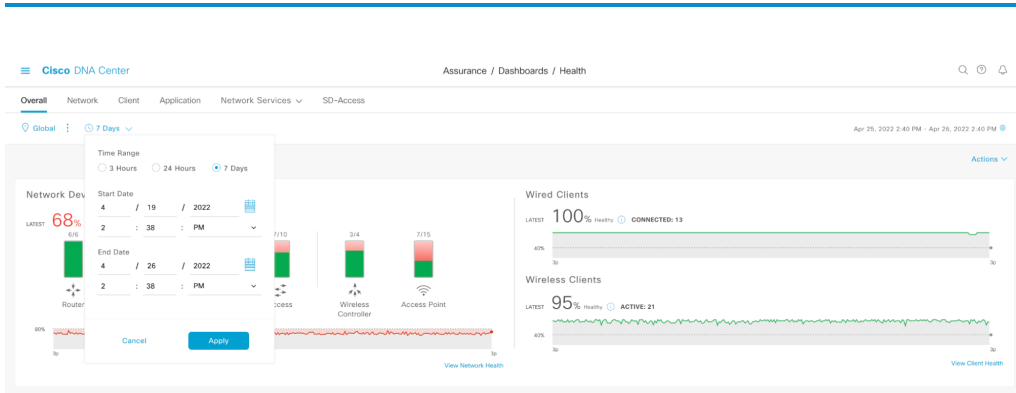 Cisco DNA Center
Assurance / Dashboards / Health
Overall Network Client Application Network Services SD-Access
Global 7 Days
Apr 25, 2022 2:40 PM - Apr 26, 2022 2:40 PM
Actions
Time Range
3 Hours 24 Hours 7 Days
Start Date
4 / 19 / 2022
2 : 38 : PM
End Date
4 / 26 / 2022
2 : 38 : PM
Cancel Apply
Network Dev
LATEST 68%
6/6 7/10 3/4 7/15
Router ccess Wireless Controller Access Point
80%
3p 3p
View Network Health
Wired Clients
LATEST 100% Healthy CONNECTED: 13
40%
3p 3p
Wireless Clients
LATEST 95% Healthy ACTIVE: 21
40%
3p 3p
View Client Health